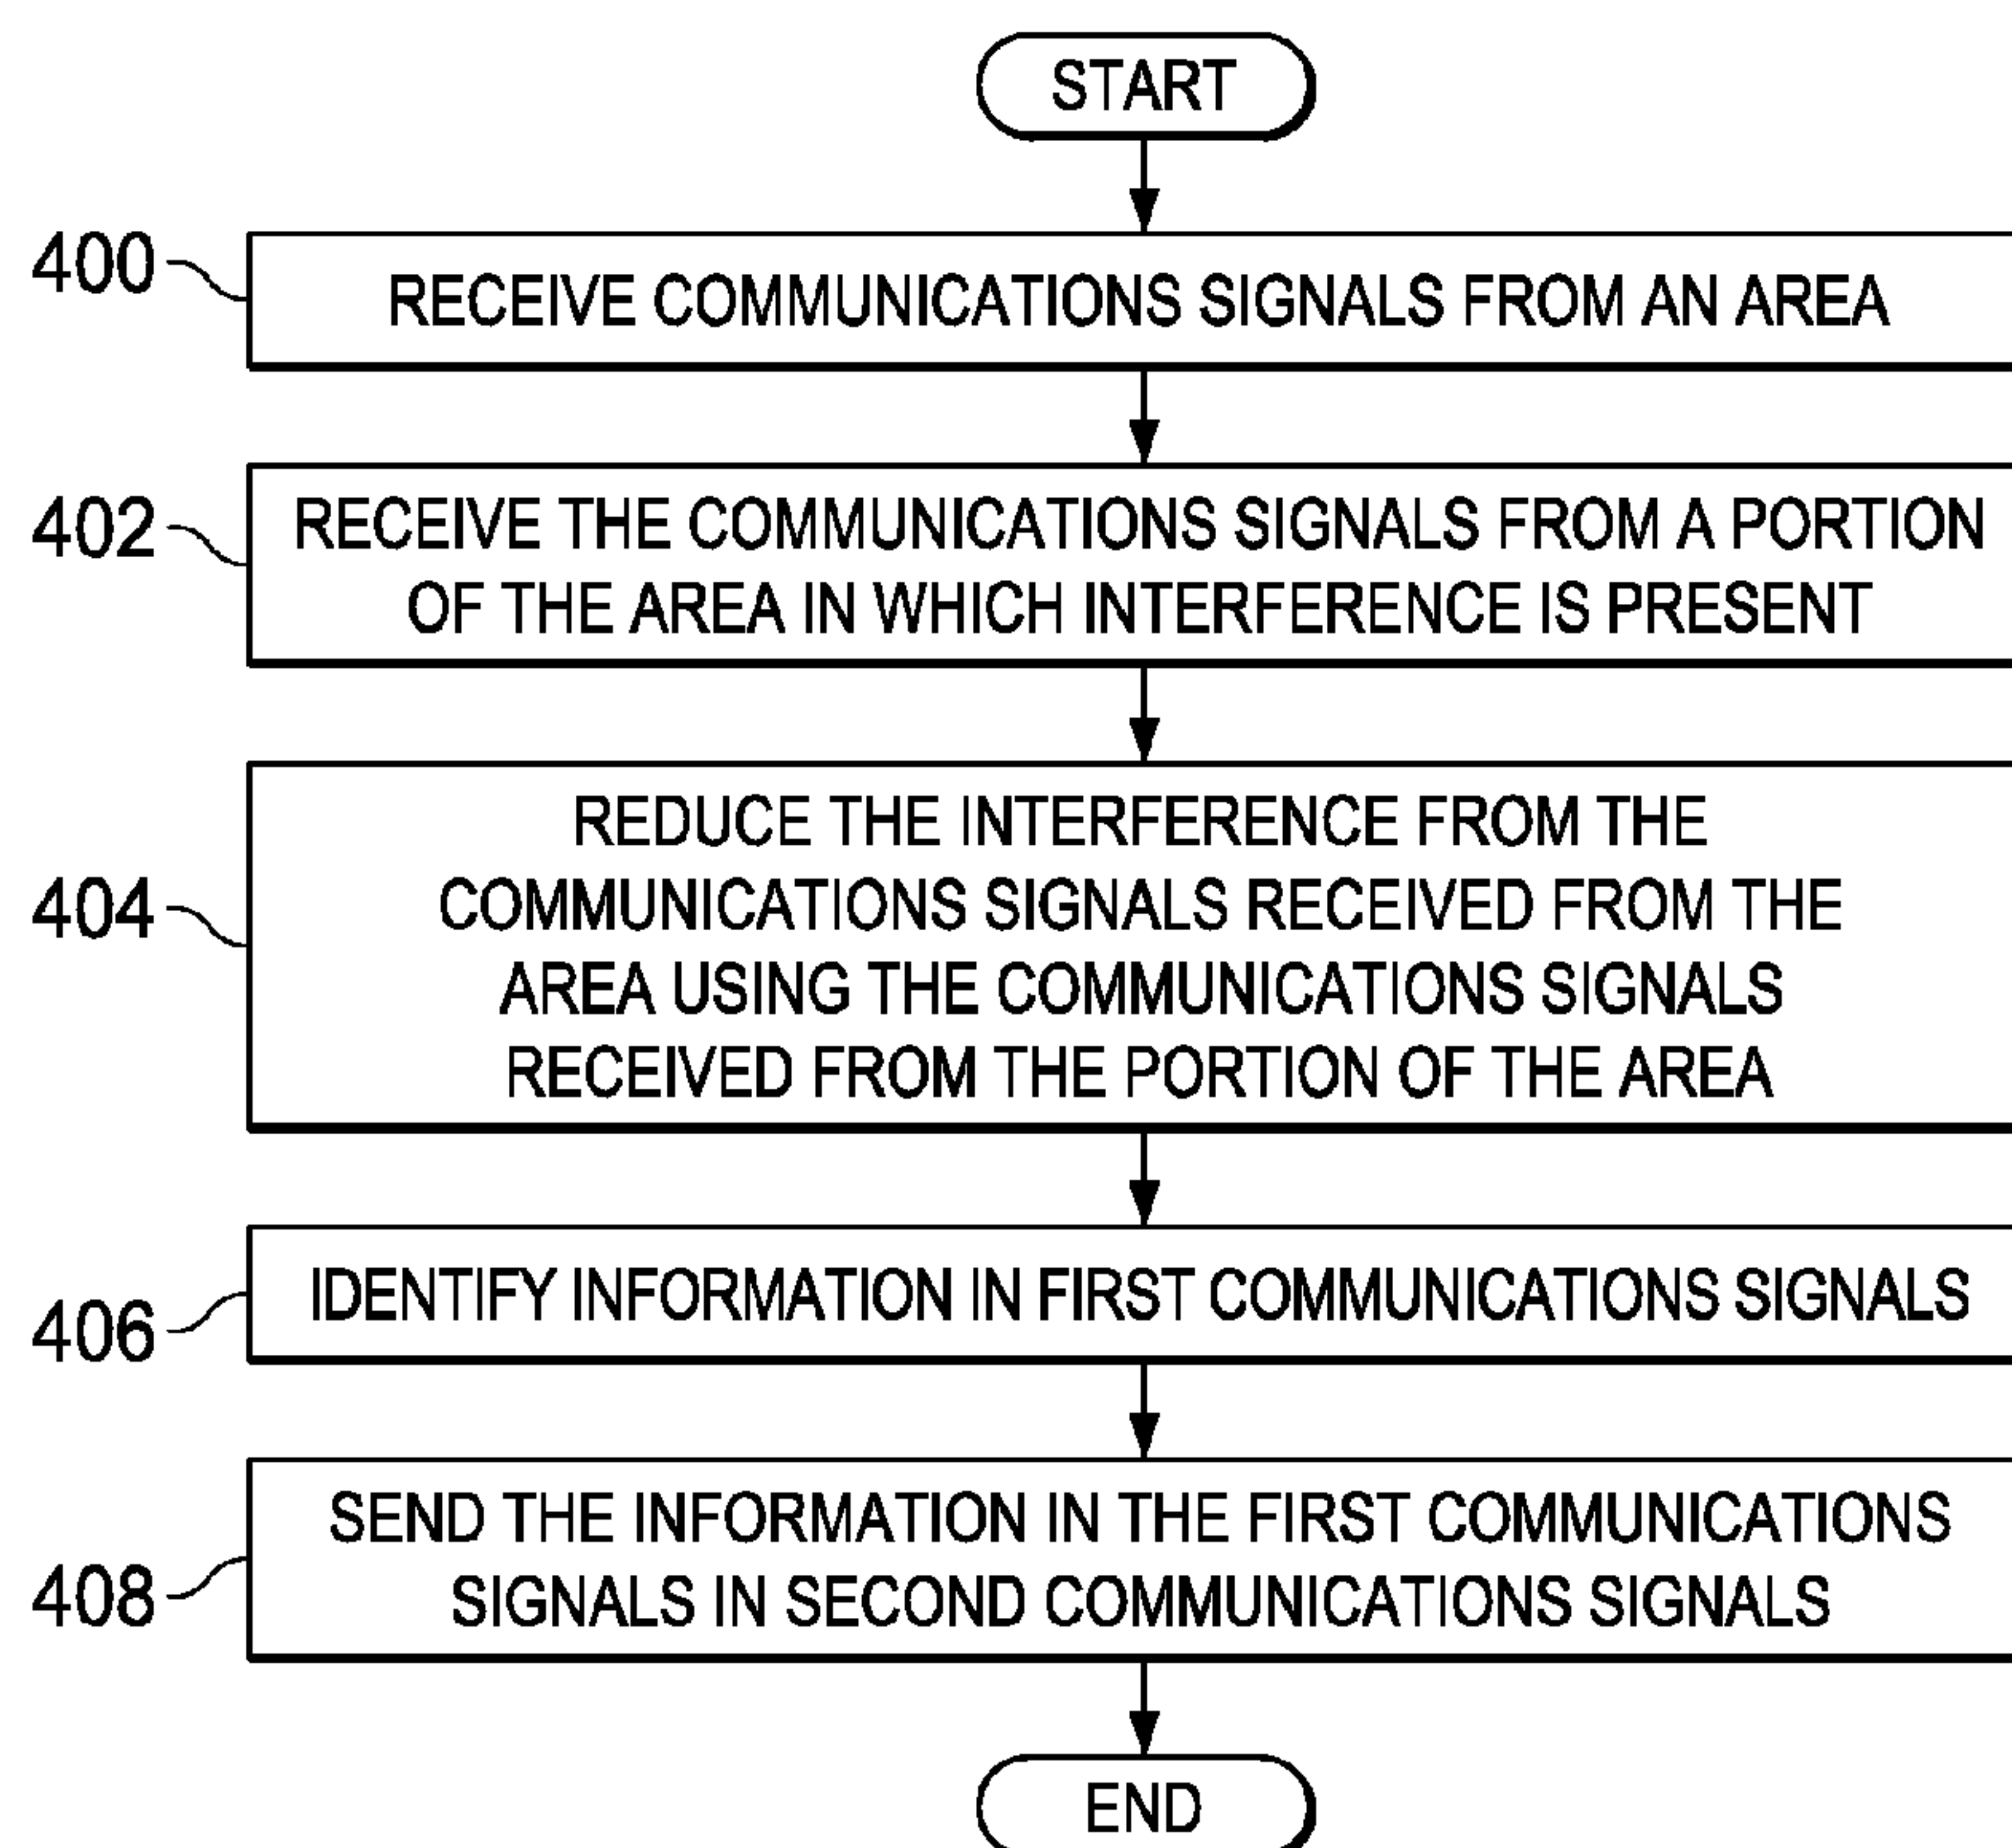 START
400
RECEIVE COMMUNICATIONS SIGNALS FROM AN AREA
402
RECEIVE THE COMMUNICATIONS SIGNALS FROM A PORTION
OF THE AREA IN WHICH INTERFERENCE IS PRESENT
404
REDUCE THE INTERFERENCE FROM THE
COMMUNICATIONS SIGNALS RECEIVED FROM THE
AREA USING THE COMMUNICATIONS SIGNALS
RECEIVED FROM THE PORTION OF THE AREA
406
IDENTIFY INFORMATION IN FIRST COMMUNICATIONS SIGNALS
408
SEND THE INFORMATION IN THE FIRST COMMUNICATIONS
SIGNALS IN SECOND COMMUNICATIONS SIGNALS
END